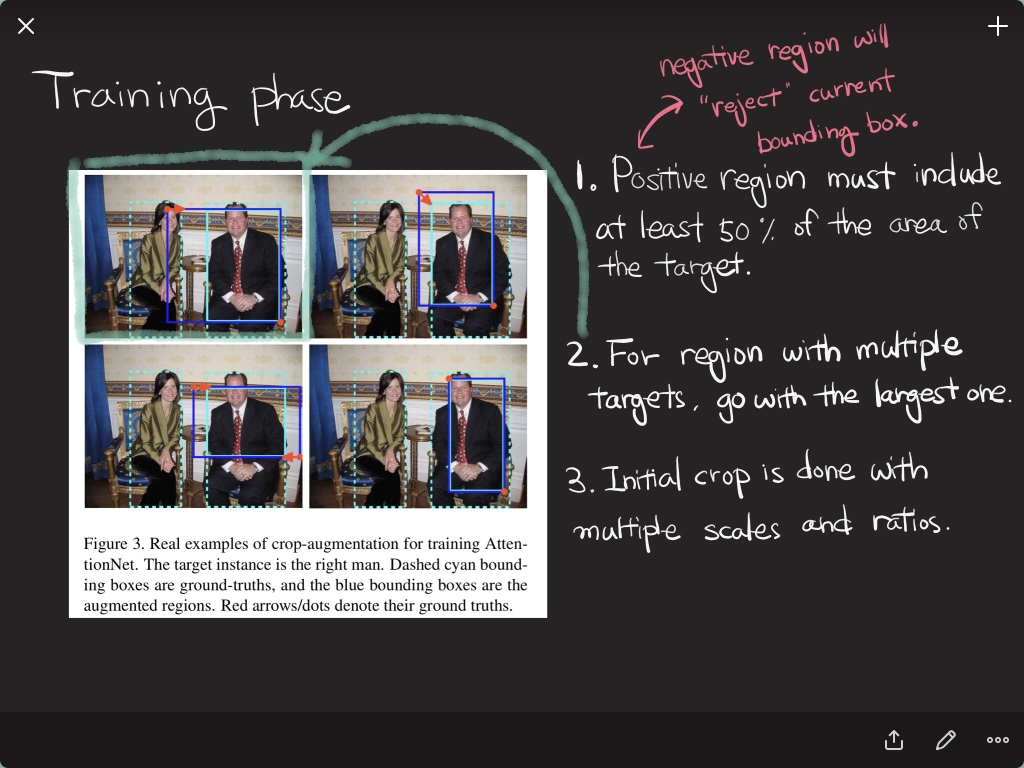 Training phase
negative region will
"reject" current
bounding box.
1. Positive region must include
at least 50% of the area of
the target.
2. For region with multiple
targets, go with the largest one.
3. Initial crop is done with
multiple scales and ratios.
Figure 3. Real examples of crop-augmentation for training Atten-
tionNet. The target instance is the right man. Dashed cyan bound-
ing boxes are ground-truths, and the blue bounding boxes are the
augmented regions. Red arrows/dots denote their ground truths.